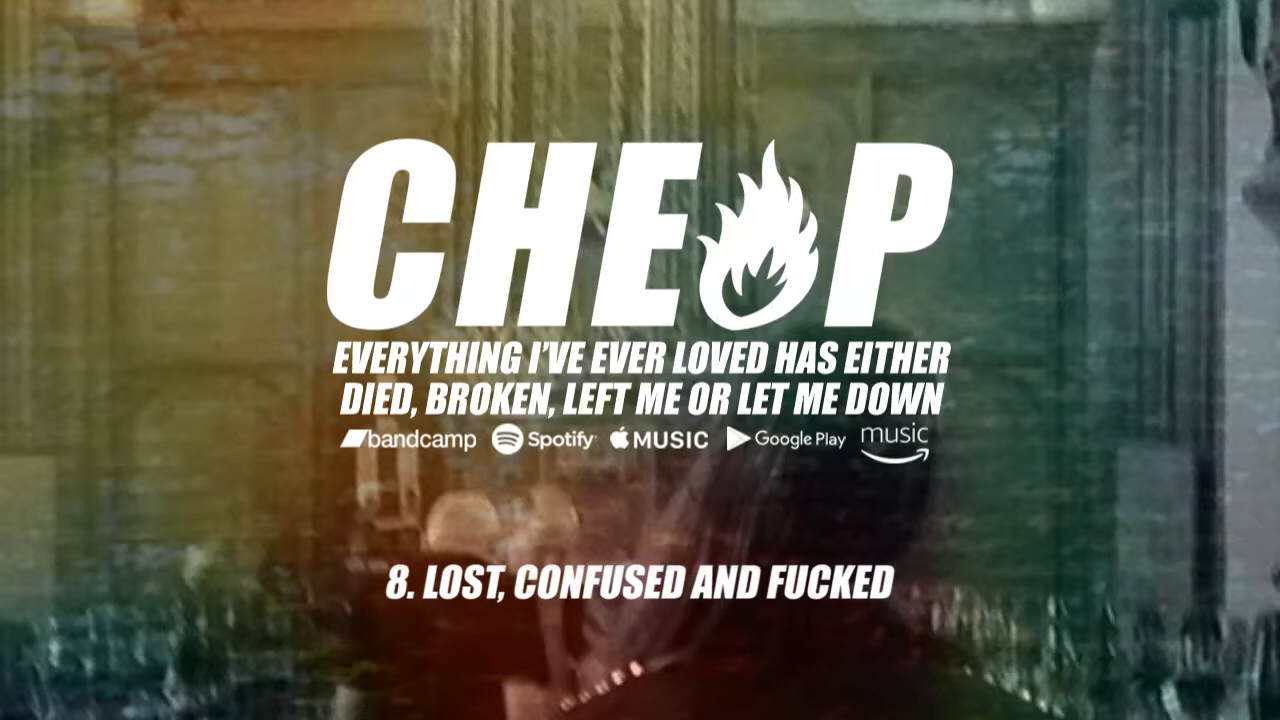 CHEAP
EVERYTHING I'VE EVER LOVED HAS EITHER
DIED, BROKEN, LEFT ME OR LET ME DOWN
bandcamp Spotify MUSIC Google Play music
8. LOST, CONFUSED AND FUCKED